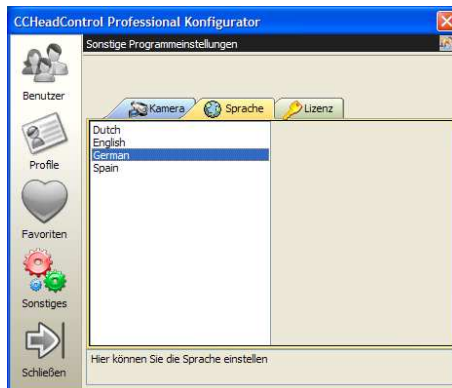 CCHeadControl Professional Konfigurator
Sonstige Programmeinstellungen
Benutzer
Profile
Favoriten
Sonstiges
Schließen
Kamera
Sprache
Lizenz
Dutch
English
German
Spain
Hier können Sie die Sprache einstellen